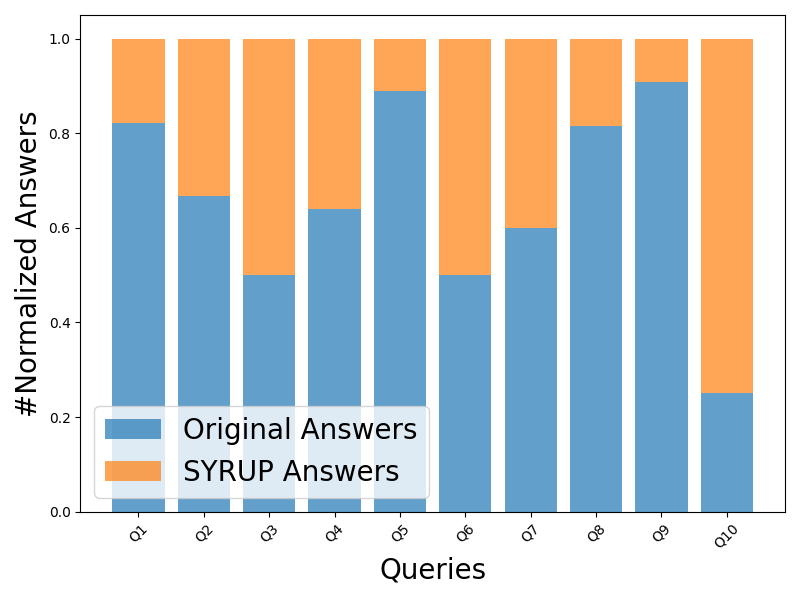 #Normalized Answers
1.0
0.8
0.6
0.4
0.2
0.0
Original Answers
SYRUP Answers
Q1 Q2 Q3 Q4 Q5 Q6 Q7 Q8 Q9 Q10
Queries